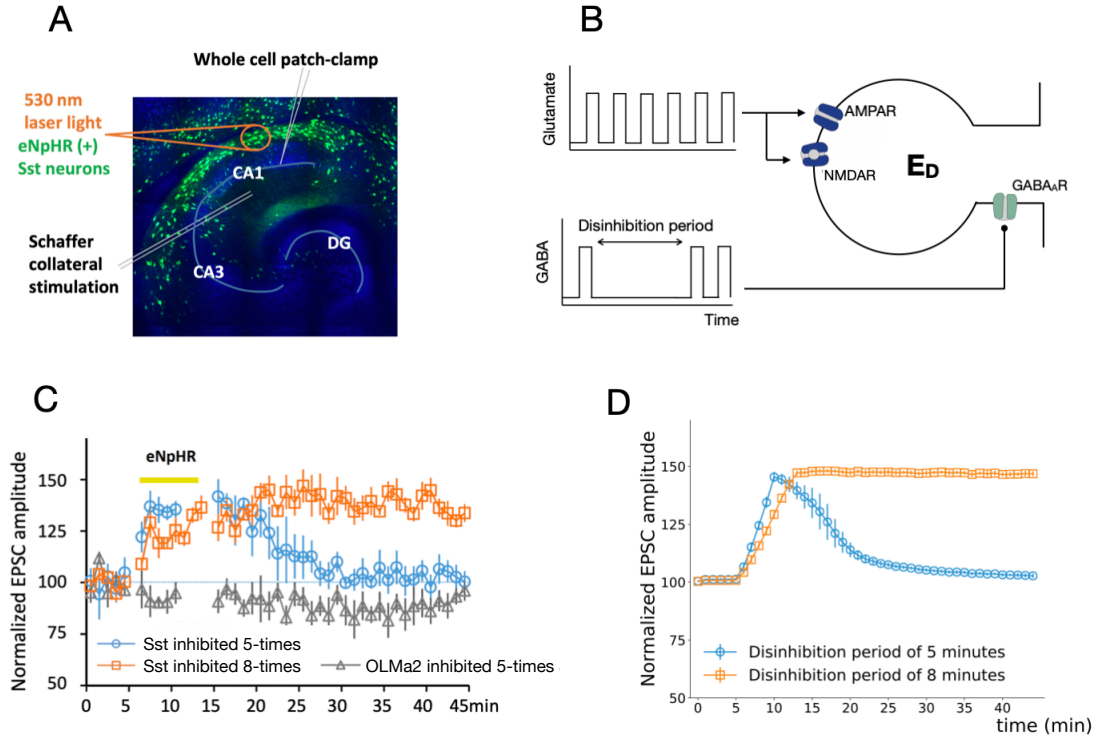 A
Whole cell patch-clamp
530 nm
laser light
eNpHR (+)
Sst neurons
CA1
Schaffer
collateral
stimulation
CA3
DG
B
Glutamate
AMPAR
NMDAR
ED
GABAAR
Disinhibition period
GABA
Time
C
Normalized EPSC amplitude
150
125
100
75
50
eNpHR
Sst inhibited 5-times
Sst inhibited 8-times
OLMa2 inhibited 5-times
0 5 10 15 20 25 30 35 40 45min
D
Normalized EPSC amplitude
150
125
100
75
50
Disinhibition period of 5 minutes
Disinhibition period of 8 minutes
0 5 10 15 20 25 30 35 40
time (min)